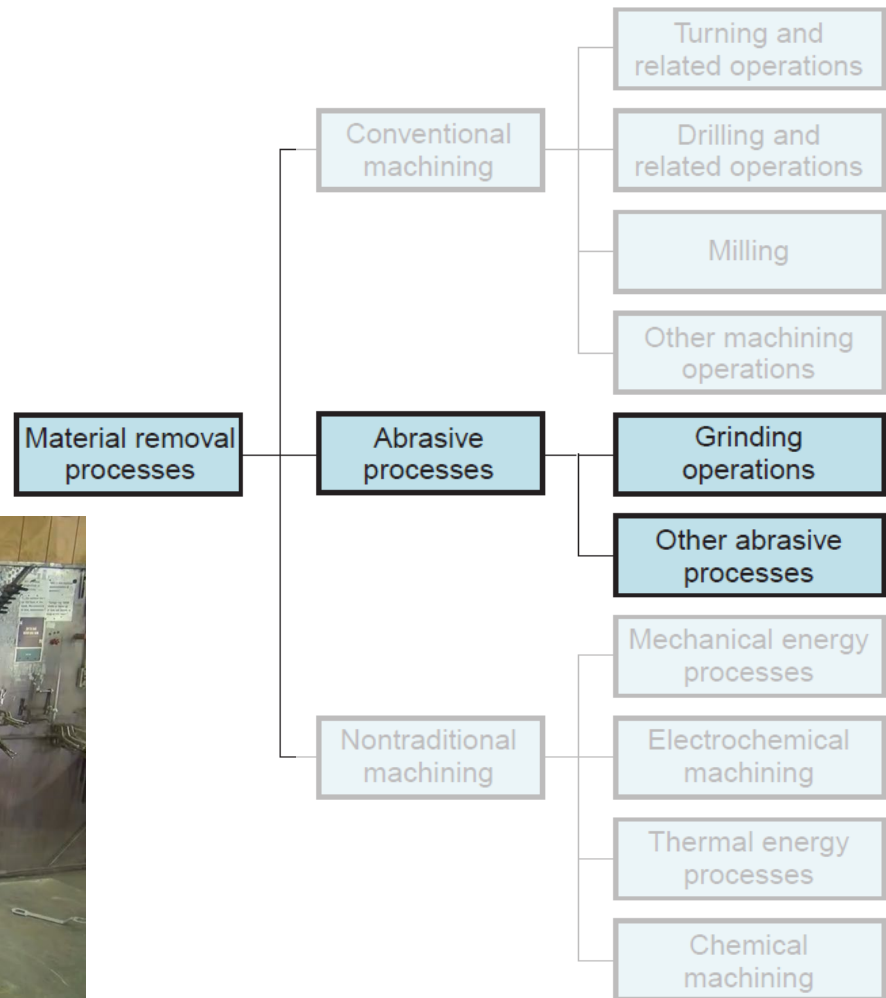 Turning and
related operations
Conventional
machining
Drilling and
related operations
Milling
Other machining
operations
Material removal
processes
Abrasive
processes
Grinding
operations
Other abrasive
processes
Mechanical energy
processes
Nontraditional
machining
Electrochemical
machining
Thermal energy
processes
Chemical
machining